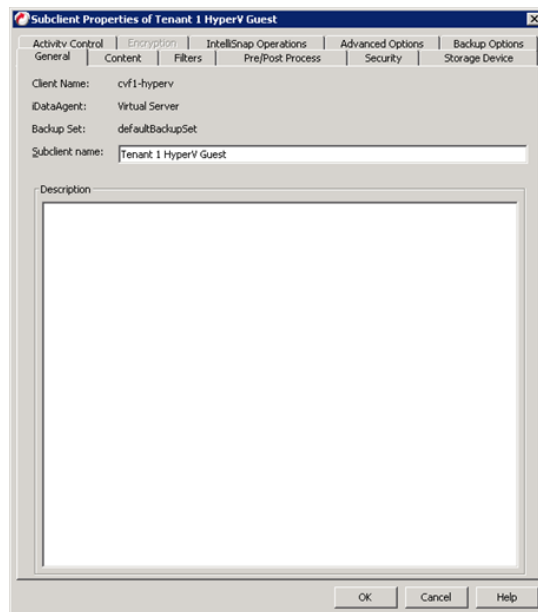 Subclient Properties of Tenant 1 HyperV Guest
Activity Control Encryption IntelliSnap Operations Advanced Options Backup Options
General Content Filters Pre/Post Process Security Storage Device
Client Name: cvf1-hyperv
iDataAgent: Virtual Server
Backup Set: defaultBackupSet
Subclient name: Tenant 1 HyperV Guest
Description
OK Cancel Help